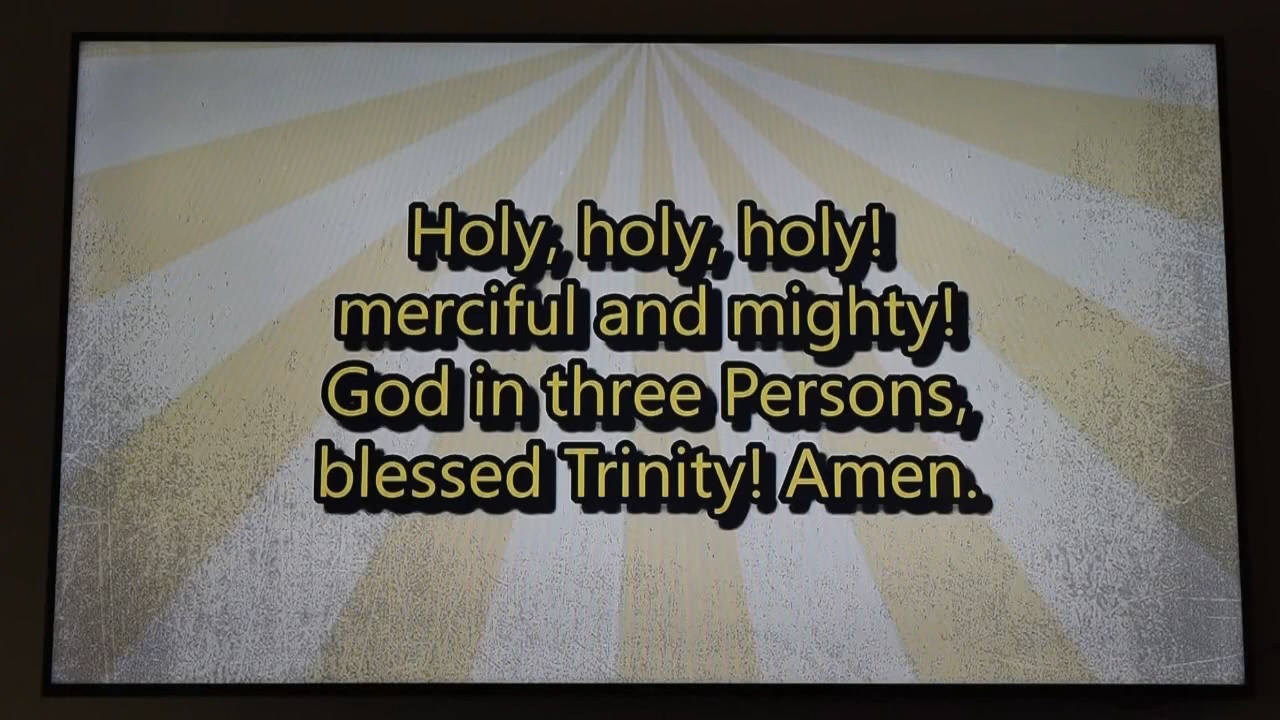 Holy, holy, holy!
merciful and mighty!
God in three Persons,
blessed Trinity! Amen.